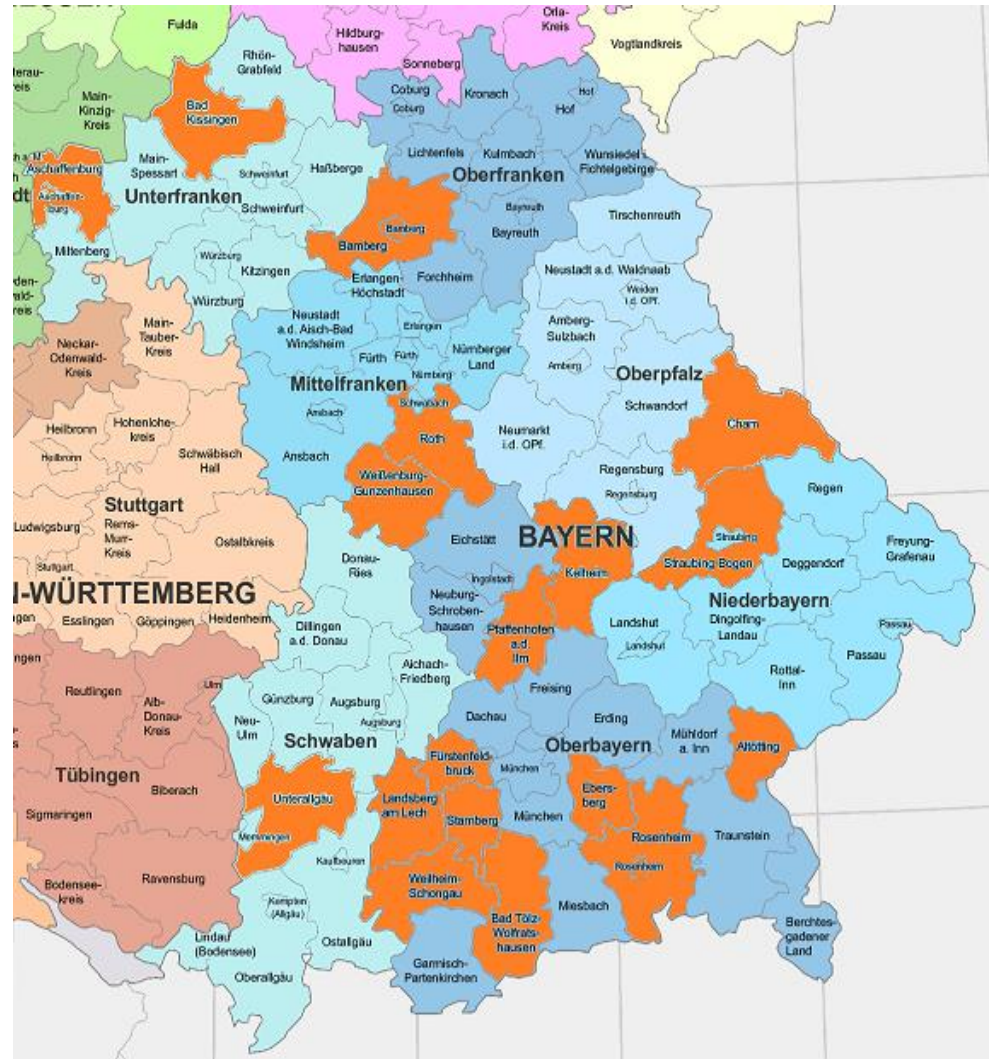 Fulda
Hildburg-
hausen
Sonneberg
Orla-
Kreis
Vogtlandkreis
Rhön-
Grabfeld
Main-
Kinzig-
Kreis
Bad
Kissingen
Coburg
Coburg
Kronach
Hof
Hof
Aschaffenburg
Aschaffen-
burg
Main-
Spessart
Schweinfurt
Haßberge
Lichtenfels
Kulmbach
Wunsiedel
Fichtelgebirge
Oberfranken
Unterfranken
Schweinfurt
Bamberg
Bamberg
Bayreuth
Bayreuth
Tirschenreuth
Miltenberg
Würzburg
Kitzingen
Würzburg
Erlangen-
Höchstadt
Forchheim
Neustadt a.d. Waldnaab
Weiden
i.d. OPf.
Main-
Tauber-
Kreis
Neckar-
Odenwald-
Kreis
Neustadt
a.d. Aisch-Bad
Windsheim
Erlangen
Fürth
Fürth
Nürnberger
Land
Nürnberg
Amberg-
Sulzbach
Amberg
Oberpfalz
Mittelfranken
Schwabach
Ansbach
Roth
Schwandorf
Cham
Heilbronn
Heilbronn
Hohenlohe-
kreis
Schwäbisch
Hall
Ansbach
Neumarkt
i.d. OPf.
Weißenburg-
Gunzenhausen
Regensburg
Regensburg
Regen
Stuttgart
Ludwigsburg
Rems-
Murr-
Kreis
Ostalbkreis
Stuttgart
Eichstätt
BAYERN
Straubing
Straubing-Bogen
Deggendorf
Freyung-
Grafenau
Donau-
Ries
Ingolstadt
Kelheim
N-WÜRTTEMBERG
Esslingen
Göppingen
Heidenheim
Neuburg-
Schroben-
hausen
Pfaffenhofen
a.d.
Ilm
Niederbayern
Dingolfing-
Landau
Landshut
Landshut
Passau
Passau
Dillingen
a.d. Donau
Aichach-
Friedberg
Rottal-
Inn
Reutlingen
Ulm
Alb-
Donau-
Kreis
Günzburg
Augsburg
Augsburg
Neu-
Ulm
Freising
Dachau
Erding
Mühldorf
a. Inn
Altötting
Schwaben
Oberbayern
Tübingen
Biberach
Sigmaringen
Fürstenfeld-
bruck
München
Unterallgäu
Landsberg
am Lech
Starnberg
München
Ebers-
berg
Memmingen
Kaufbeuren
Rosenheim
Rosenheim
Traunstein
Bodensee-
kreis
Ravensburg
Kempten
(Allgäu)
Weilheim-
Schongau
Bad Tölz-
Wolfrats-
hausen
Miesbach
Lindau
(Bodensee)
Ostallgäu
Oberallgäu
Garmisch-
Partenkirchen
Berchtes-
gadener
Land